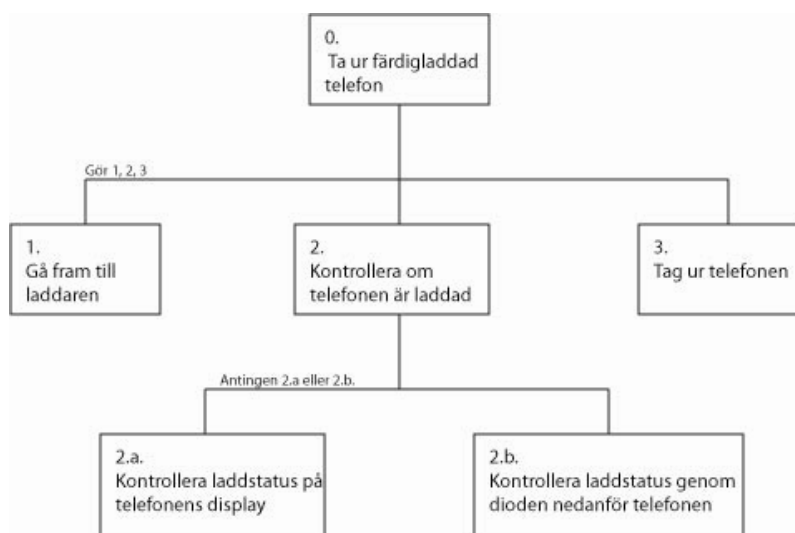 0.
Ta ur färdigladdad
telefon
Gör 1, 2, 3
1.
Gå fram till
laddaren
2.
Kontrollera om
telefonen är laddad
3.
Tag ur telefonen
Antingen 2.a eller 2.b.
2.a.
Kontrollera laddstatus på
telefonens display
2.b.
Kontrollera laddstatus genom
dioden nedanför telefonen